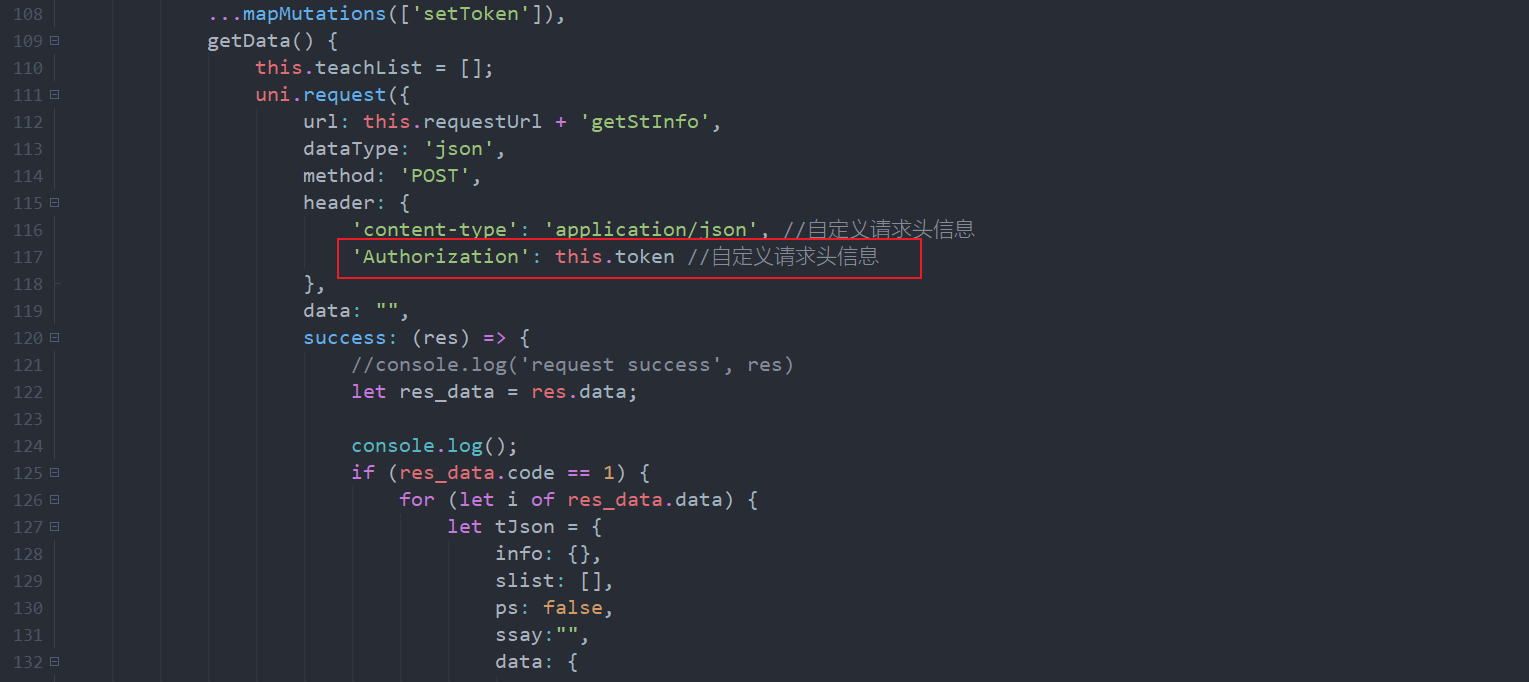 108 ...mapMutations(['setToken']),
109 getData() {
110 this.teachList = [];
111 uni.request({
112 url: this.requestUrl + 'getStInfo',
113 dataType: 'json',
114 method: 'POST',
115 header: {
116 'content-type': 'application/json', //自定义请求头信息
117 'Authorization': this.token //自定义请求头信息
118 },
119 data: "",
120 success: (res) => {
121 //console.log('request success', res)
122 let res_data = res.data;
123
124 console.log();
125 if (res_data.code == 1) {
126 for (let i of res_data.data) {
127 let tJson = {
128 info: {},
129 slist: [],
130 ps: false,
131 ssay:"",
132 data: {